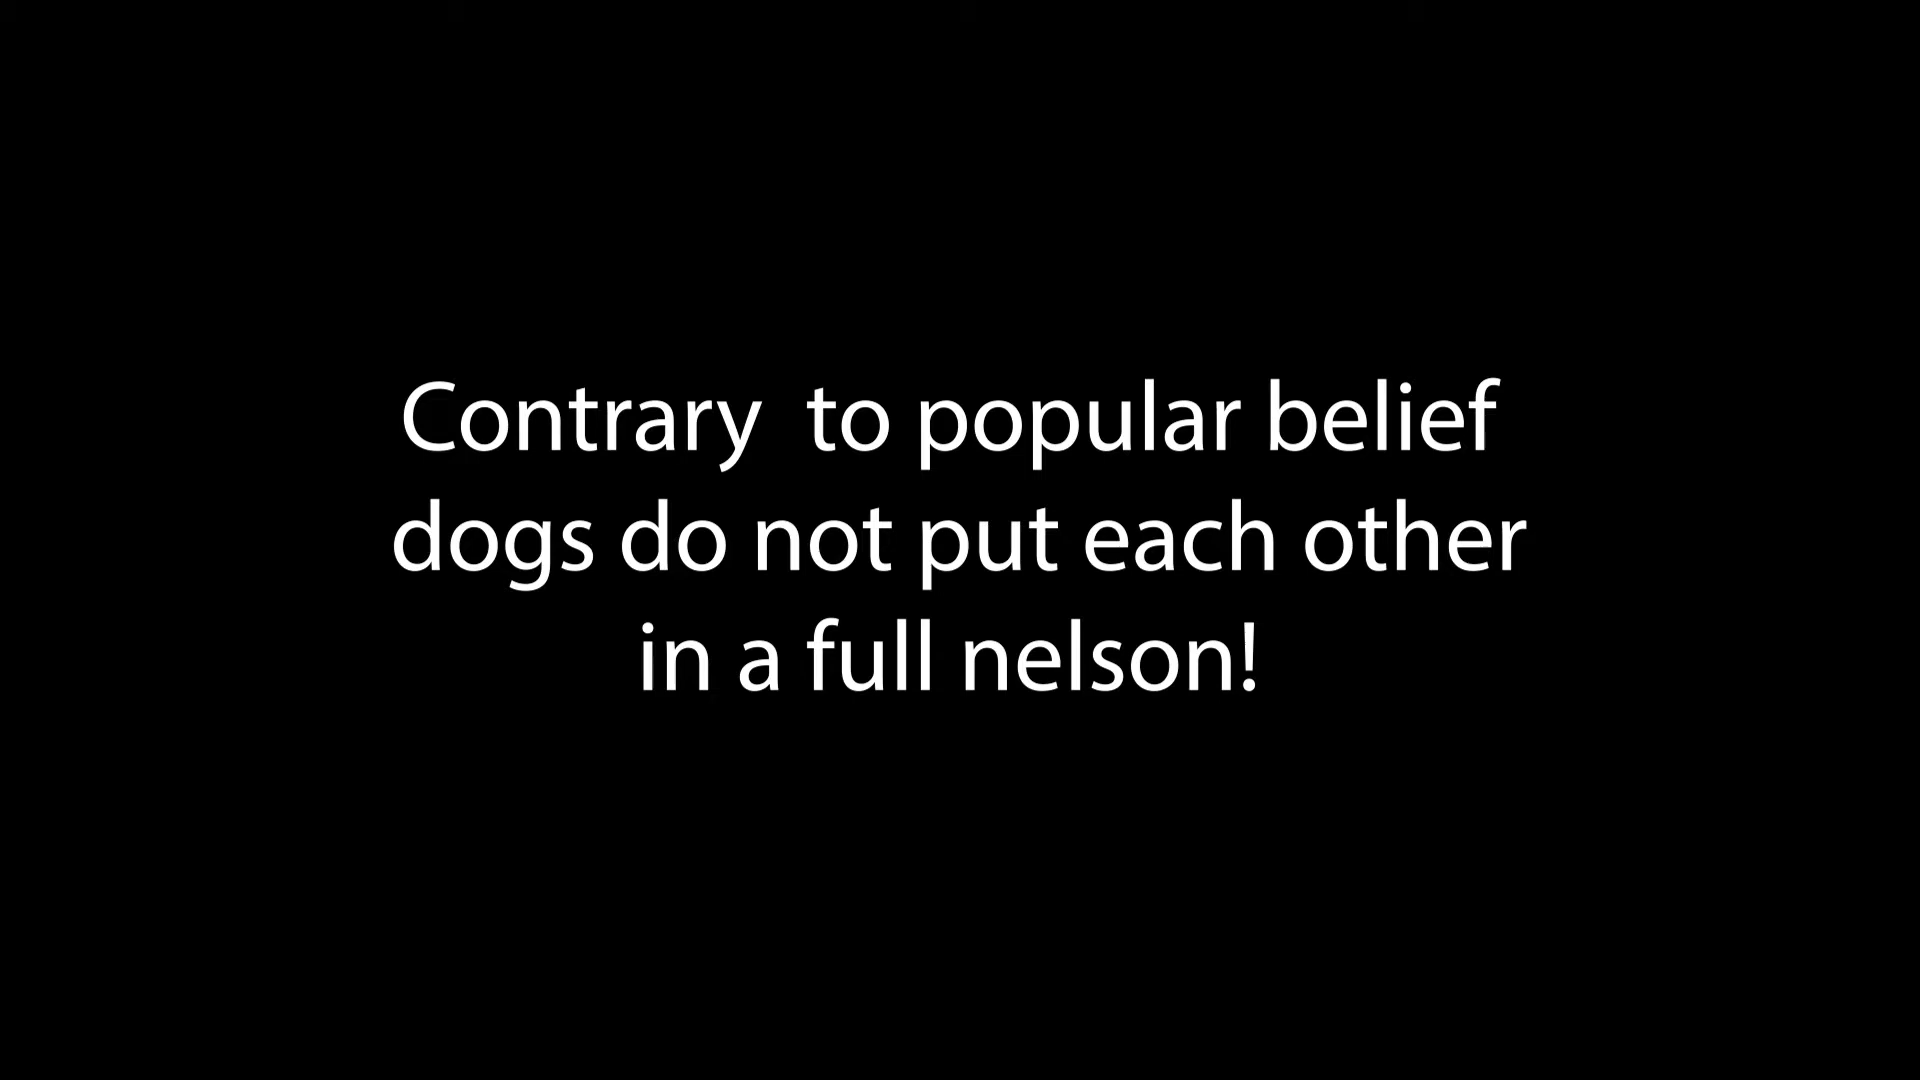 Contrary  to popular belief
dogs do not put each other
in a full nelson!